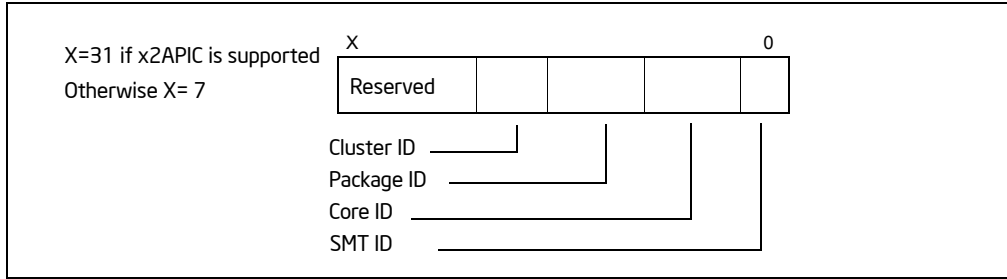 X=31 if x2APIC is supported
Otherwise X= 7
X 0
Reserved
Cluster ID
Package ID
Core ID
SMT ID